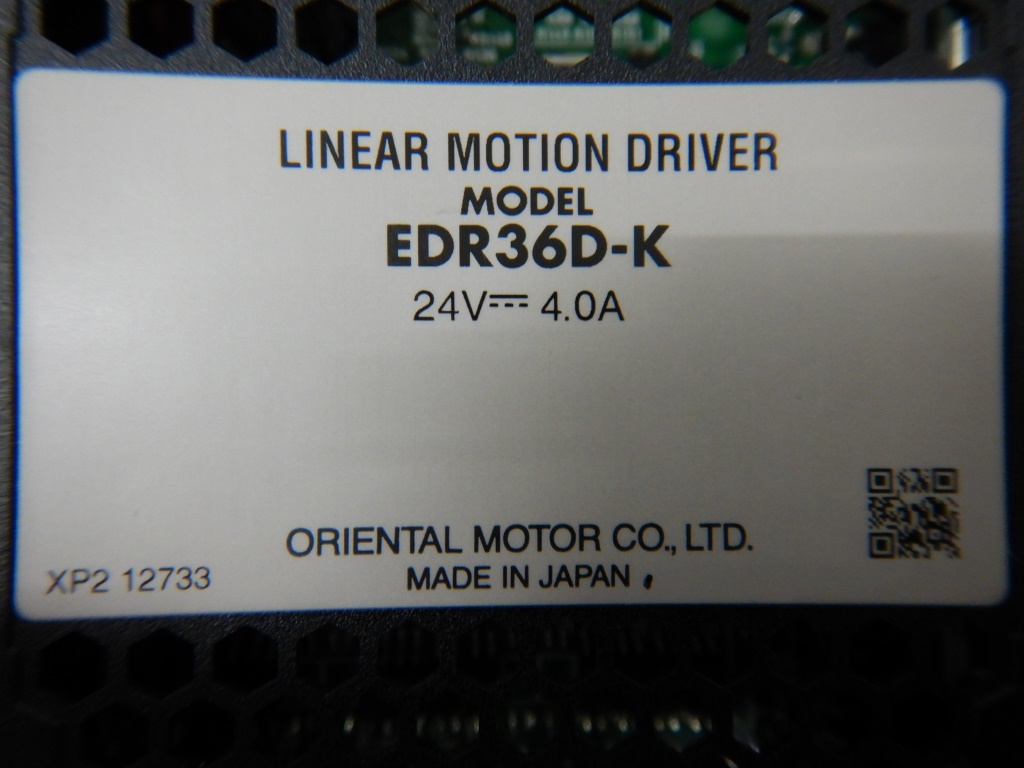 LINEAR MOTION DRIVER
MODEL
EDR36D-K
24V⎓ 4.0A
ORIENTAL MOTOR CO., LTD.
XP2 12733
MADE IN JAPAN